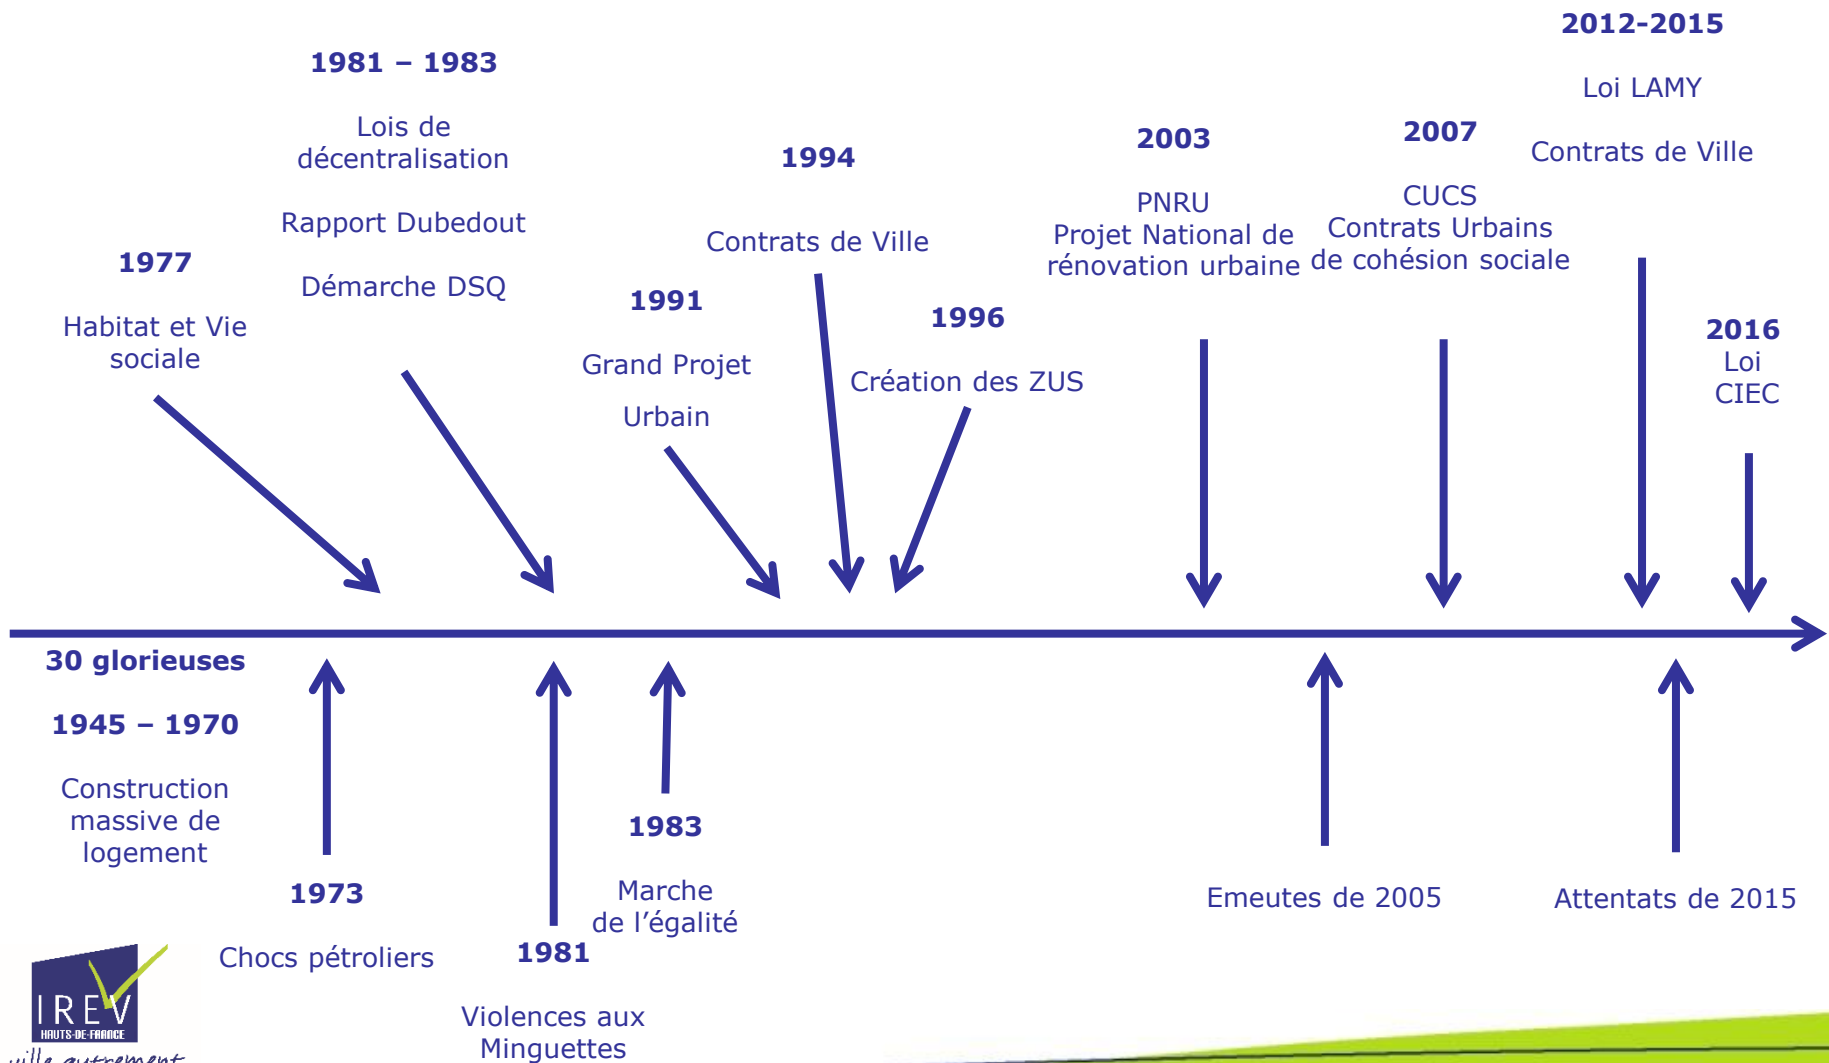 1977
Habitat et Vie
sociale
1981 – 1983
Lois de
décentralisation
Rapport Dubedout
Démarche DSQ
1991
Grand Projet
Urbain
1994
Contrats de Ville
1996
Création des ZUS
2003
PNRU
Projet National de
rénovation urbaine
2007
CUCS
Contrats Urbains
de cohésion sociale
2012-2015
Loi LAMY
Contrats de Ville
2016
Loi
CIEC
30 glorieuses
1945 – 1970
Construction
massive de
logement
1973
Chocs pétroliers
1981
Violences aux
Minguettes
1983
Marche
de l'égalité
Emeutes de 2005
Attentats de 2015
IREV
HAUTS-DE-FRANCE
ville autrement